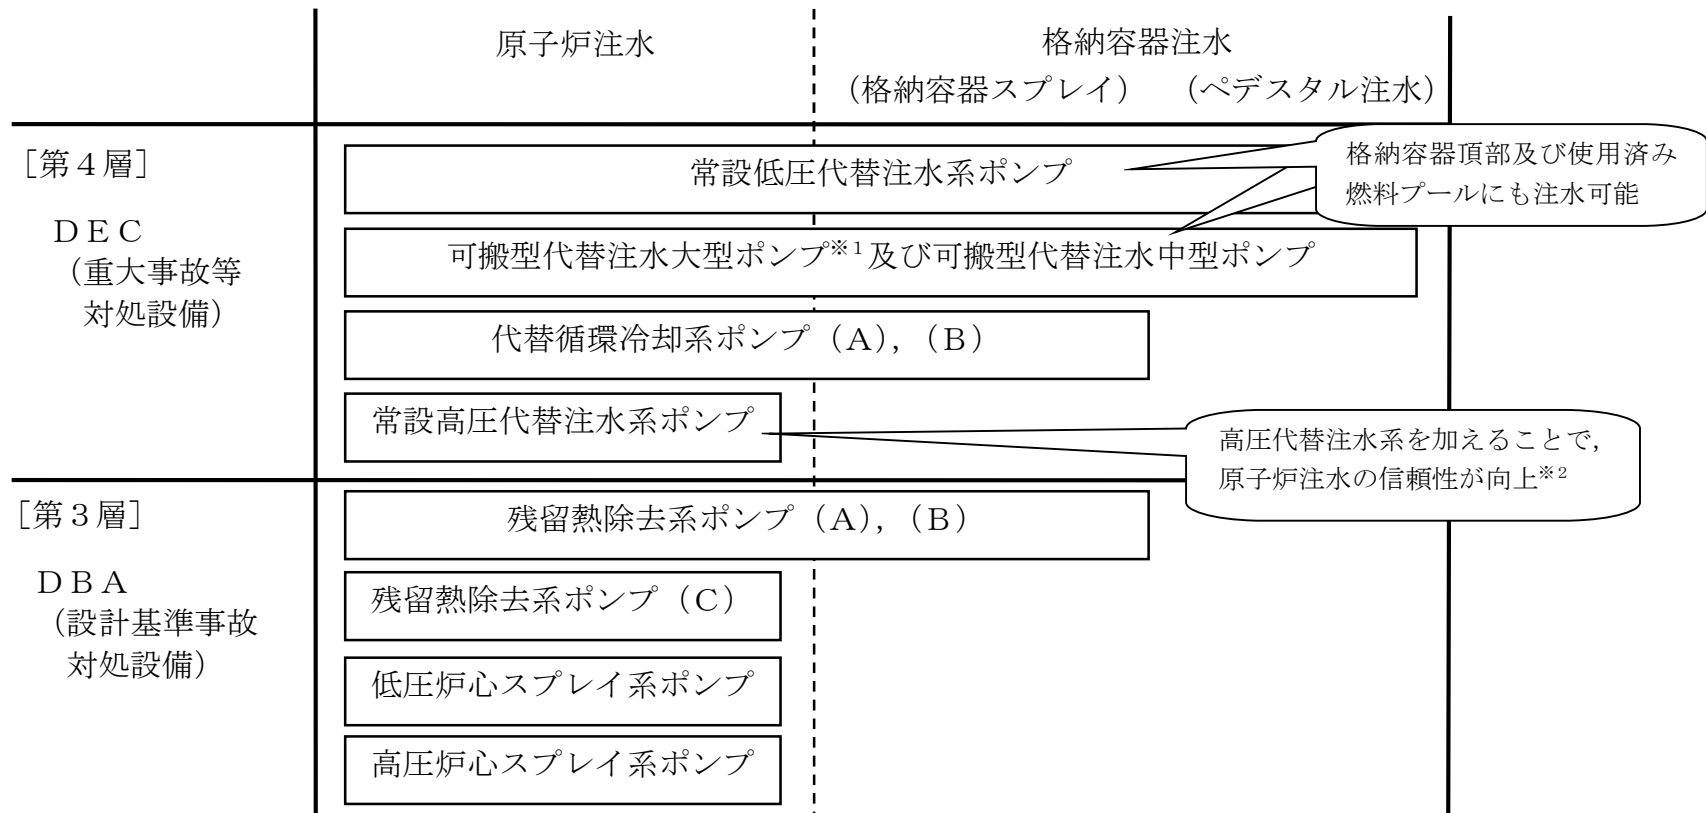 原子炉注水
格納容器注水
（格納容器スプレイ）　（ペデスタル注水）
［第４層］
ＤＥＣ
（重大事故等
対処設備）
常設低圧代替注水系ポンプ
格納容器頂部及び使用済み
燃料プールにも注水可能
可搬型代替注水大型ポンプ※1及び可搬型代替注水中型ポンプ
代替循環冷却系ポンプ（Ａ），（Ｂ）
常設高圧代替注水系ポンプ
高圧代替注水系を加えることで，
原子炉注水の信頼性が向上※2
［第３層］
ＤＢＡ
（設計基準事故
対処設備）
残留熱除去系ポンプ（Ａ），（Ｂ）
残留熱除去系ポンプ（Ｃ）
低圧炉心スプレイ系ポンプ
高圧炉心スプレイ系ポンプ